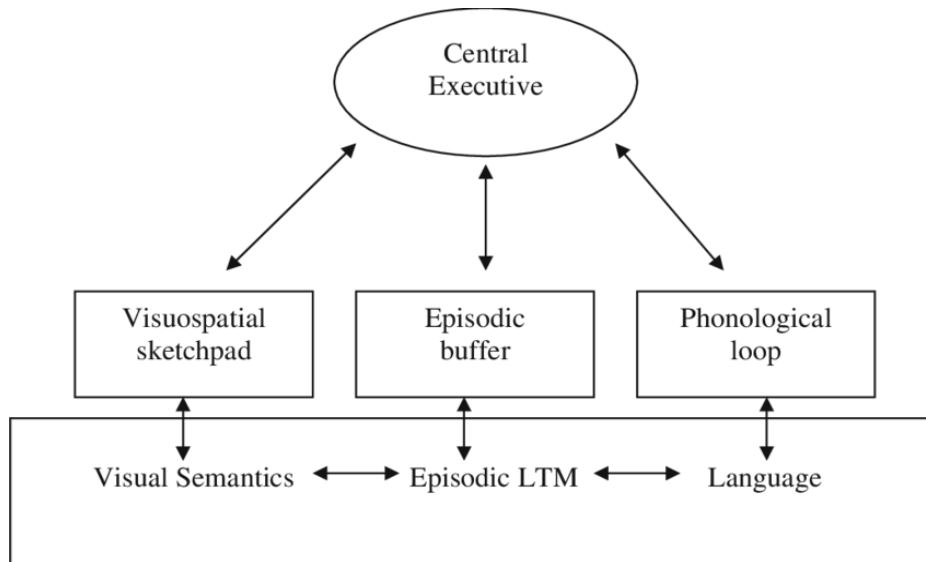 Central
Executive
Visuospatial
sketchpad
Episodic
buffer
Phonological
loop
Visual Semantics
Episodic LTM
Language